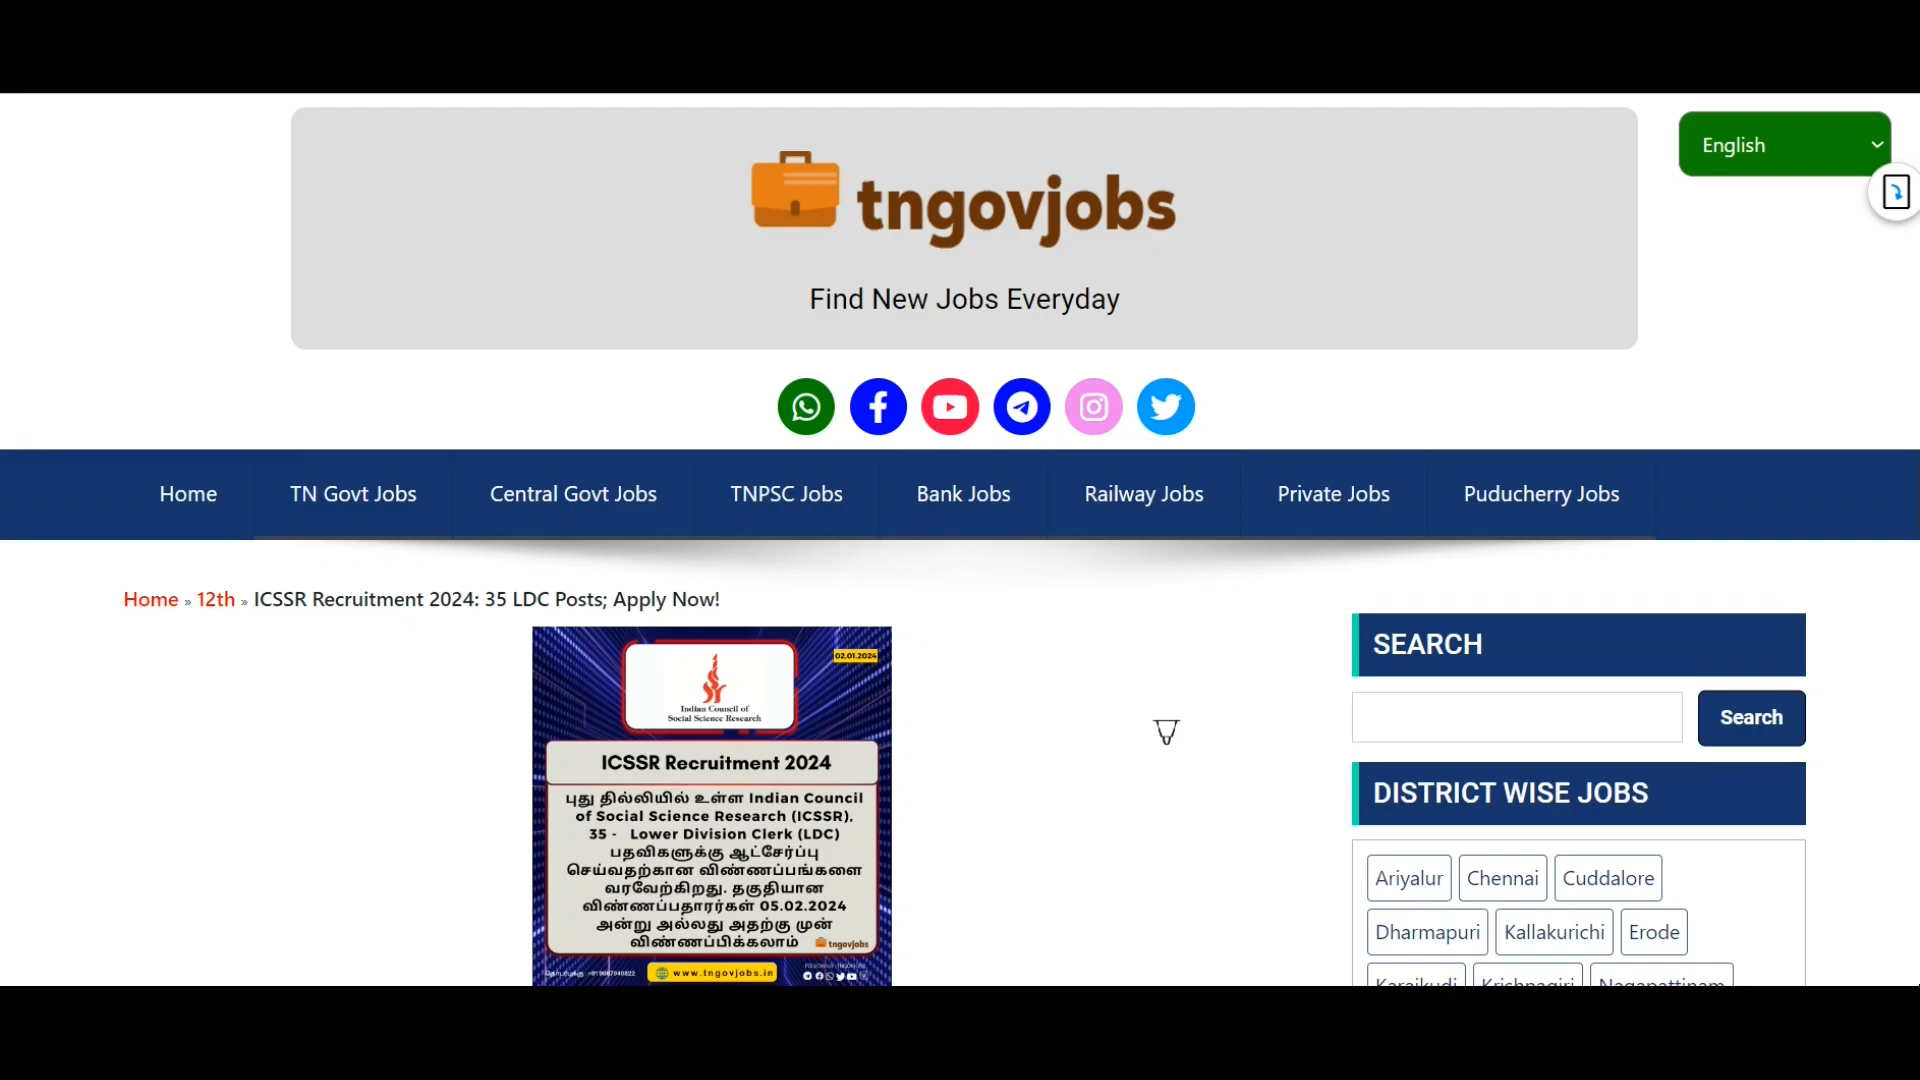 tngovjobs
Find New Jobs Everyday
English
Home
TN Govt Jobs
Central Govt Jobs
TNPSC Jobs
Bank Jobs
Railway Jobs
Private Jobs
Puducherry Jobs
Home » 12th » ICSSR Recruitment 2024: 35 LDC Posts; Apply Now!
02.01.2024
Indian Council of
Social Science Research
ICSSR Recruitment 2024
புது தில்லியில் உள்ள Indian Council
of Social Science Research (ICSSR),
35 - Lower Division Clerk (LDC)
பதவிகளுக்கு ஆட்சேர்ப்பு
செய்வதற்கான விண்ணப்பங்களை
வரவேற்கிறது. தகுதியான
விண்ணப்பதாரர்கள் 05.02.2024
அன்று அல்லது அதற்கு முன்
விண்ணப்பிக்கலாம்
tngovjobs
www.tngovjobs.in
SEARCH
Search
DISTRICT WISE JOBS
Ariyalur
Chennai
Cuddalore
Dharmapuri
Kallakurichi
Erode
Karaikudi
Krishnagiri
Nagapattinam